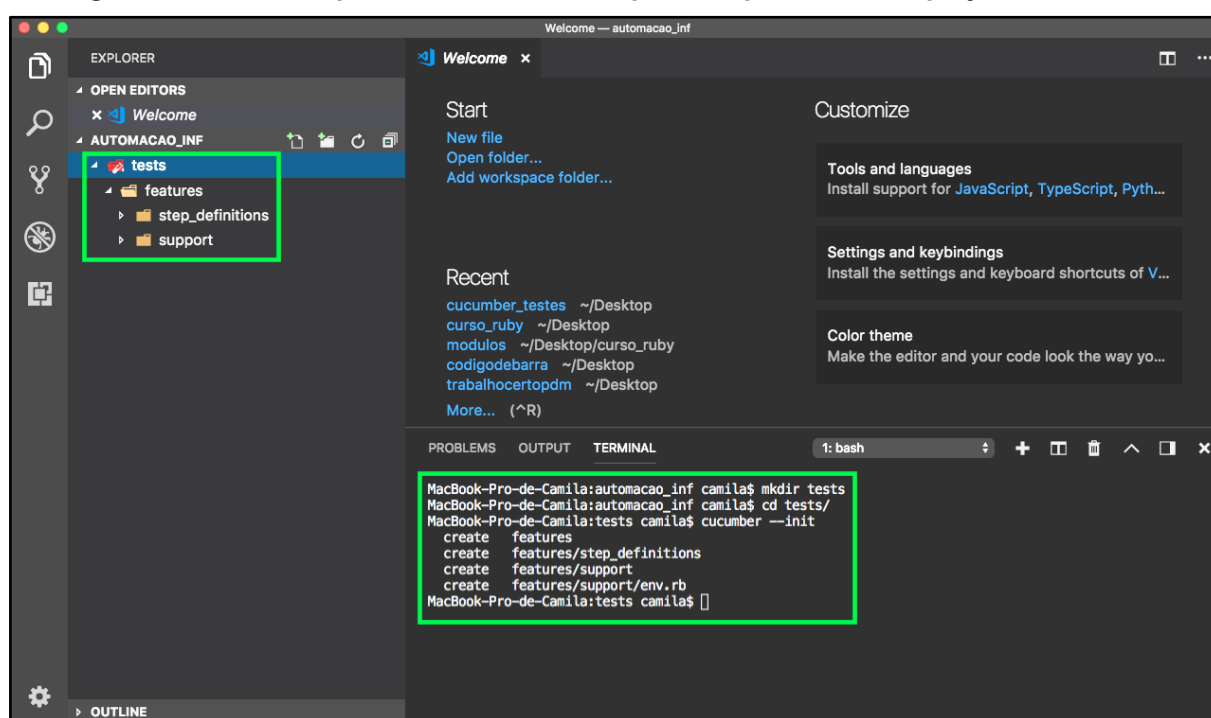 Welcome — automacao_inf
EXPLORER
OPEN EDITORS
Welcome
AUTOMACAO_INF
tests
features
step_definitions
support
OUTLINE
Welcome
Start
New file
Open folder...
Add workspace folder...
Recent
cucumber_testes ~/Desktop
curso_ruby ~/Desktop
modulos ~/Desktop/curso_ruby
codigodebarra ~/Desktop
trabalhocertopdm ~/Desktop
More... (^R)
Customize
Tools and languages
Install support for JavaScript, TypeScript, Pyth...
Settings and keybindings
Install the settings and keyboard shortcuts of V...
Color theme
Make the editor and your code look the way yo...
PROBLEMS OUTPUT TERMINAL 1: bash
MacBook-Pro-de-Camila:automacao_inf camila$ mkdir tests
MacBook-Pro-de-Camila:automacao_inf camila$ cd tests/
MacBook-Pro-de-Camila:tests camila$ cucumber --init
create features
create features/step_definitions
create features/support
create features/support/env.rb
MacBook-Pro-de-Camila:tests camila$